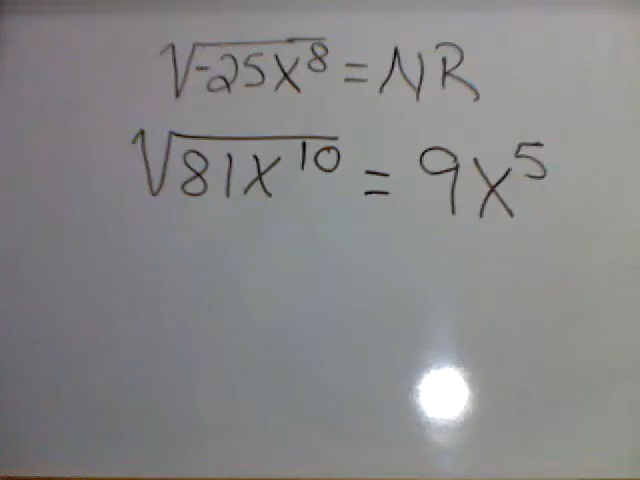 √-25x⁸ = NR
√81x¹⁰ = 9x⁵